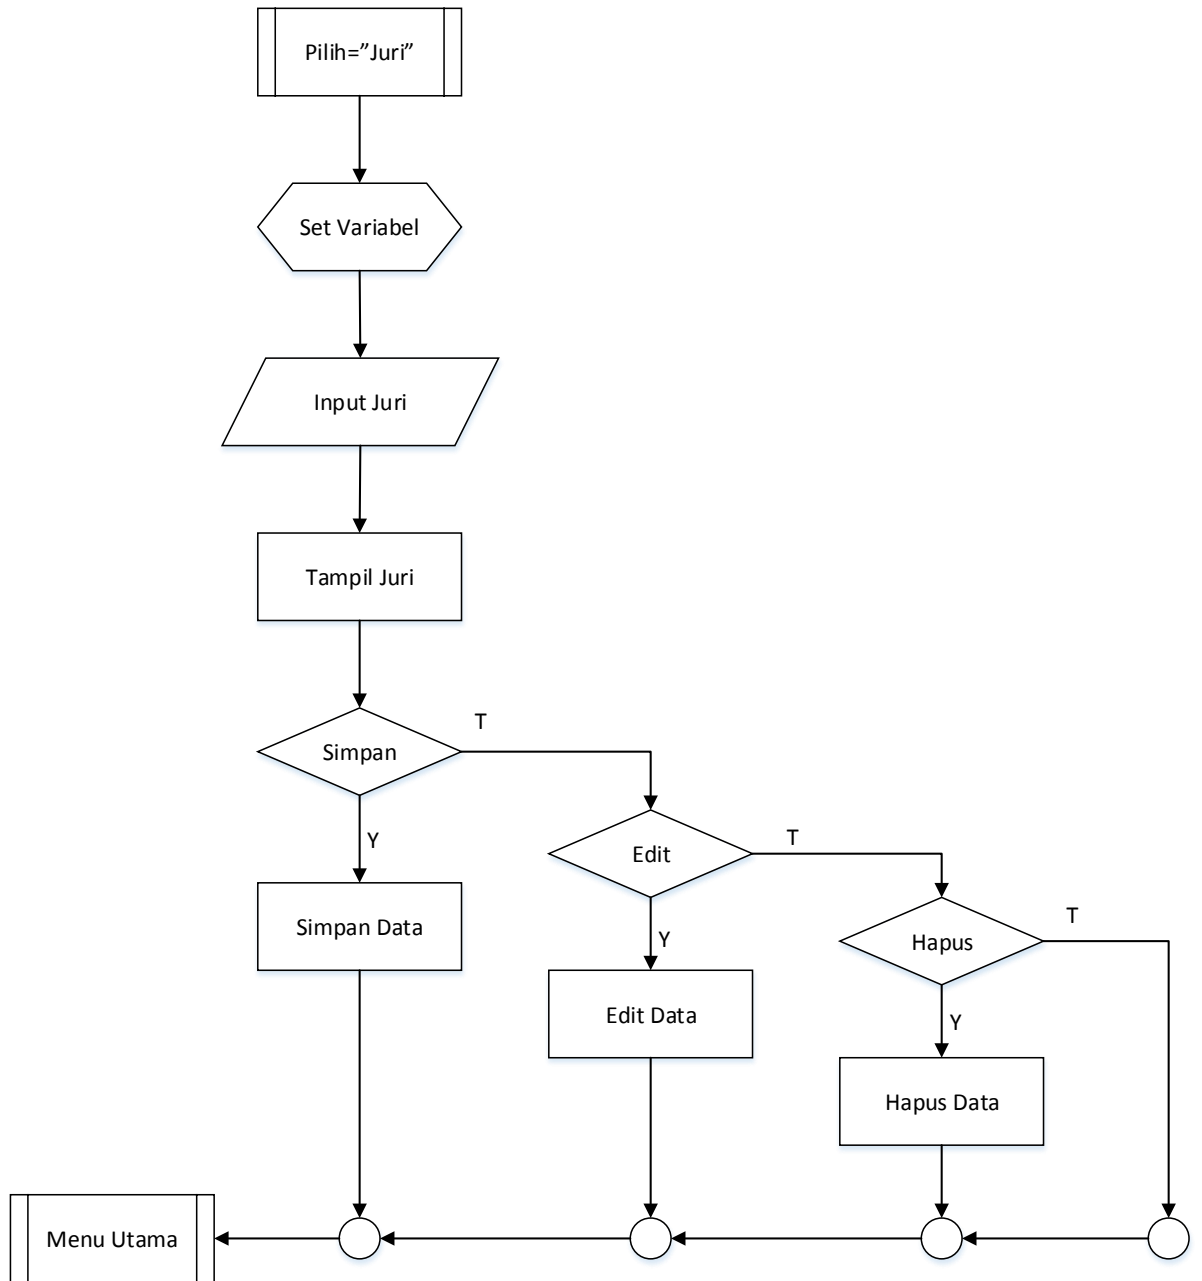 Pilih=”Juri”
Set Variabel
Input Juri
Tampil Juri
Simpan
T
Y
Edit
T
Simpan Data
Y
Hapus
T
Edit Data
Y
Hapus Data
Menu Utama